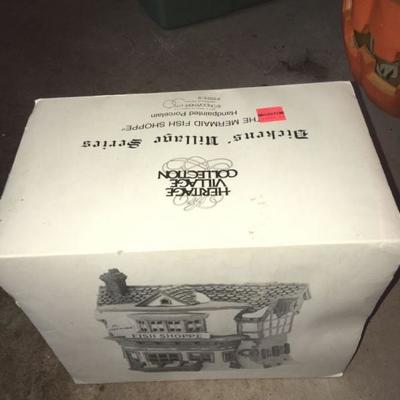 HERITAGE
VILLAGE
COLLECTION
Dickens' Village Series
"THE MERMAID FISH SHOPPE"
Handpainted Porcelain
FISH SHOPPE